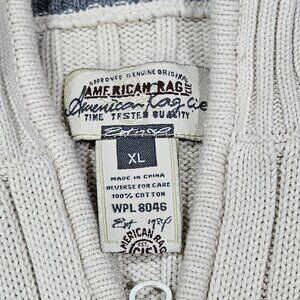 APPROVED GENUINE ORIGINAL
AMERICAN RAG
American Rag Cie
TIME TESTED QUALITY
XL
MADE IN CHINA
REVERSE FOR CARE
100% COTTON
WPL 8046
Est 1984
AMERICAN RAG
CIE